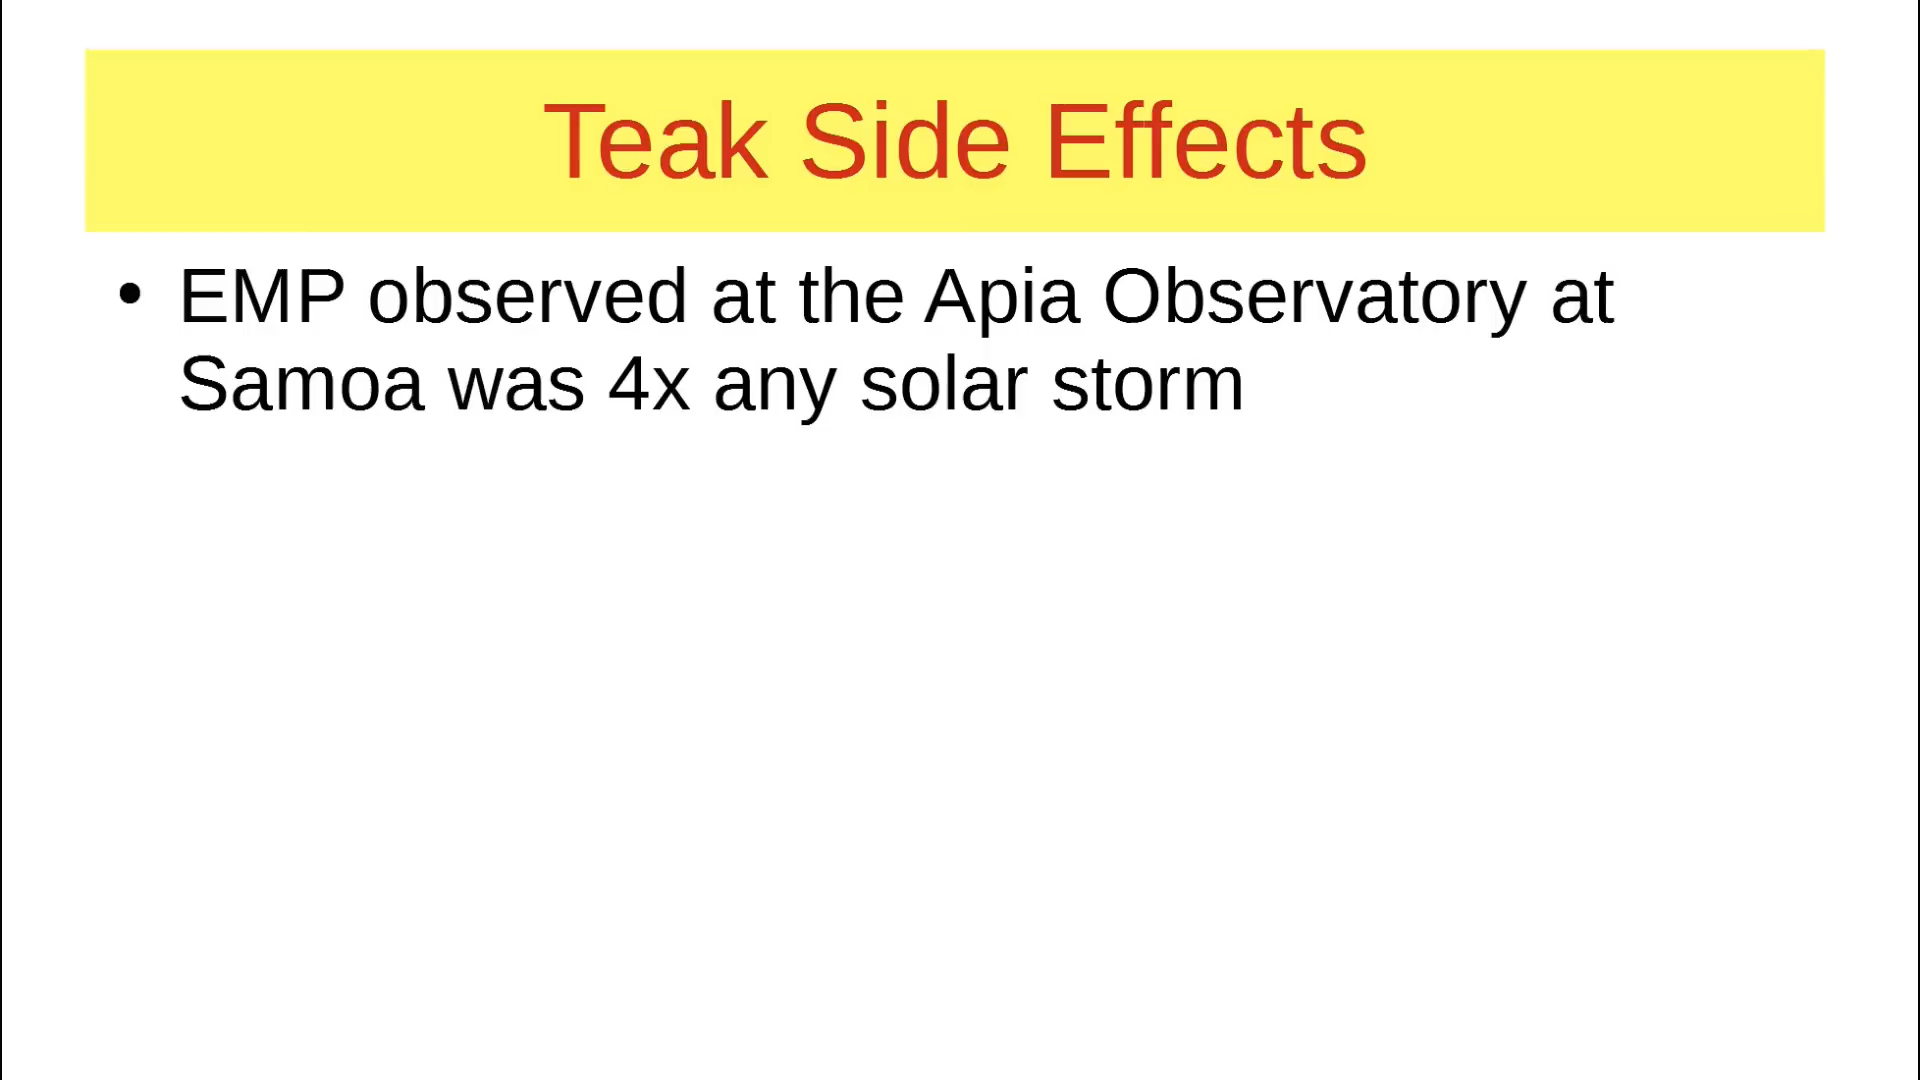 Teak Side Effects
• EMP observed at the Apia Observatory at
Samoa was 4x any solar storm